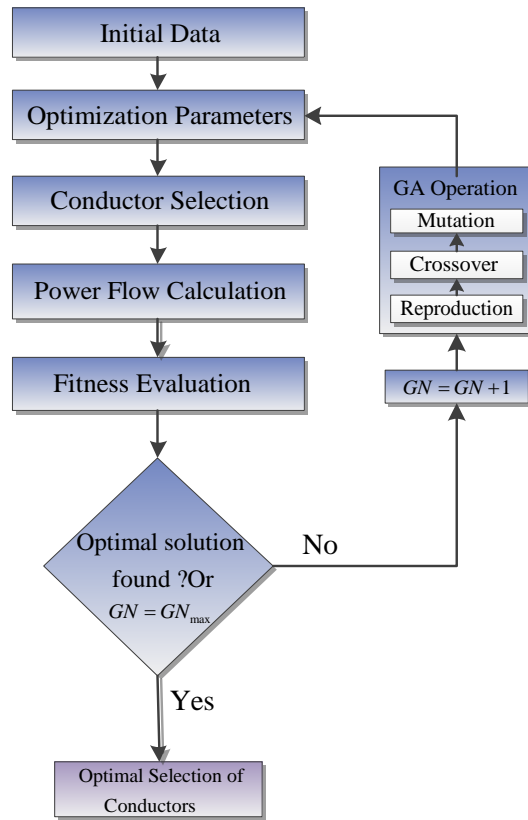 Initial Data
Optimization Parameters
Conductor Selection
Power Flow Calculation
Fitness Evaluation
Optimal solution
found ?Or
GN = GN_max
No
Yes
Optimal Selection of
Conductors
GA Operation
Mutation
Crossover
Reproduction
GN = GN +1